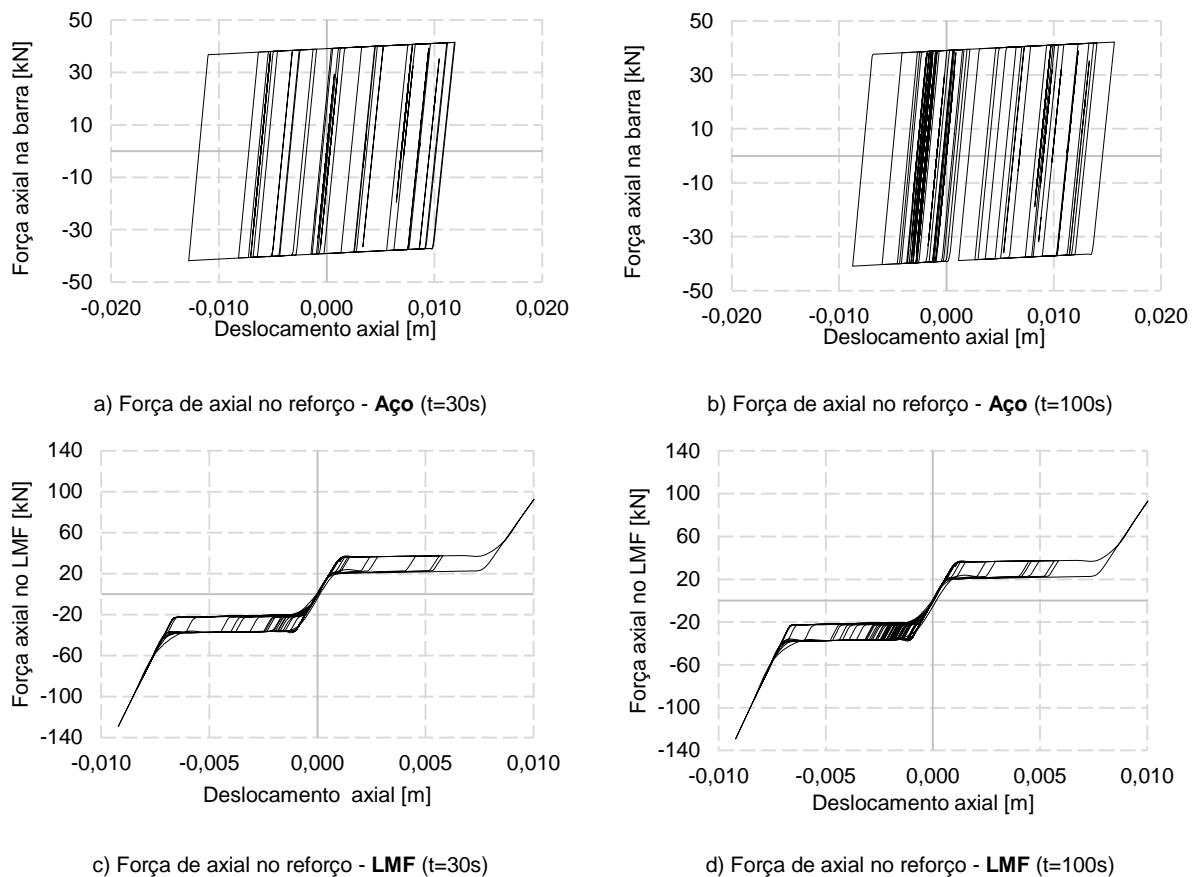 50
30
10
-10
-30
-50
-0,020 -0,010 0,000 0,010 0,020
Força axial na barra [kN]
Deslocamento axial [m]
50
30
10
-10
-30
-50
-0,020 -0,010 0,000 0,010 0,020
Força axial na barra [kN]
Deslocamento axial [m]
a) Força de axial no reforço - Aço (t=30s)
b) Força de axial no reforço - Aço (t=100s)
140
100
60
20
-20
-60
-100
-140
-0,010 -0,005 0,000 0,005 0,010
Força axial no LMF [kN]
Deslocamento axial [m]
140
100
60
20
-20
-60
-100
-140
-0,010 -0,005 0,000 0,005 0,010
Força axial no LMF [kN]
Deslocamento axial [m]
c) Força de axial no reforço - LMF (t=30s)
d) Força de axial no reforço - LMF (t=100s)